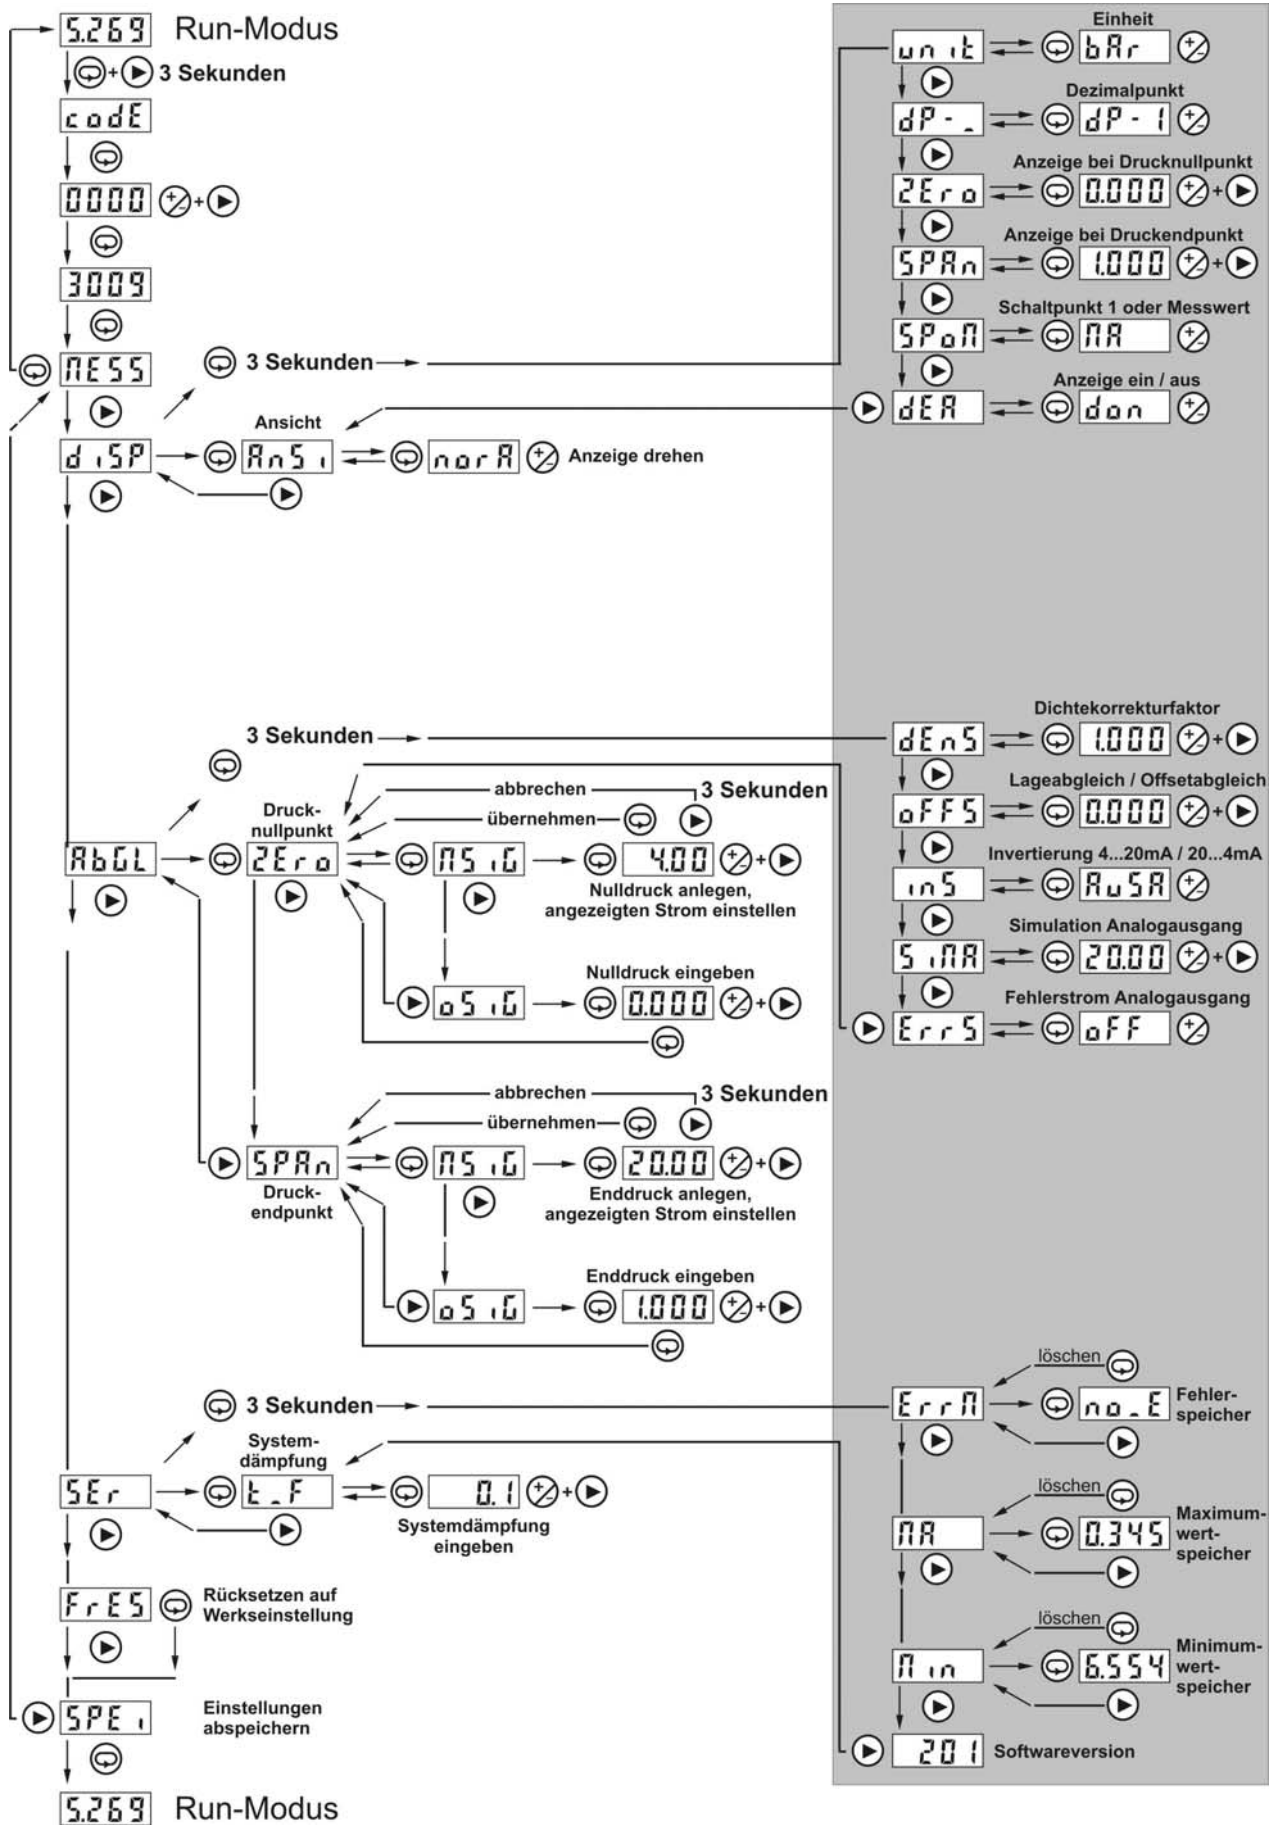 5.269 Run-Modus
+ 3 Sekunden
codE
0000 +/- +
3009
MESS
3 Sekunden
diSP
Ansicht
AnSi
norA +/- Anzeige drehen
Einheit
unit bAr +/-
Dezimalpunkt
dP-_ dP-1 +/-
Anzeige bei Drucknullpunkt
ZEro 0.000 +/- +
Anzeige bei Druckendpunkt
SPAn 1.000 +/- +
Schaltpunkt 1 oder Messwert
SPoM MA +/-
Anzeige ein / aus
dEA don +/-
3 Sekunden
AbGL
Druck-
nullpunkt
ZEro
abbrechen 3 Sekunden
übernehmen
MSiG 4.00 +/- +
Nulldruck anlegen,
angezeigten Strom einstellen
Nulldruck eingeben
oSiG 0.000 +/- +
abbrechen 3 Sekunden
übernehmen
SPAn
Druck-
endpunkt
MSiG 20.00 +/- +
Enddruck anlegen,
angezeigten Strom einstellen
Enddruck eingeben
oSiG 1.000 +/- +
Dichtekorrekturfaktor
dEnS 1.000 +/- +
Lageabgleich / Offsetabgleich
oFFS 0.000 +/- +
Invertierung 4...20mA / 20...4mA
inS AuSA +/-
Simulation Analogausgang
SiMA 20.00 +/- +
Fehlerstrom Analogausgang
ErrS oFF +/-
3 Sekunden
SEr
System-
dämpfung
t_F 0.1 +/- +
Systemdämpfung
eingeben
löschen
ErrM no_E
Fehler-
speicher
löschen
MA 0.345
Maximum-
wert-
speicher
löschen
Min 6.554
Minimum-
wert-
speicher
201 Softwareversion
FrES
Rücksetzen auf
Werkseinstellung
SPEi
Einstellungen
abspeichern
5.269 Run-Modus